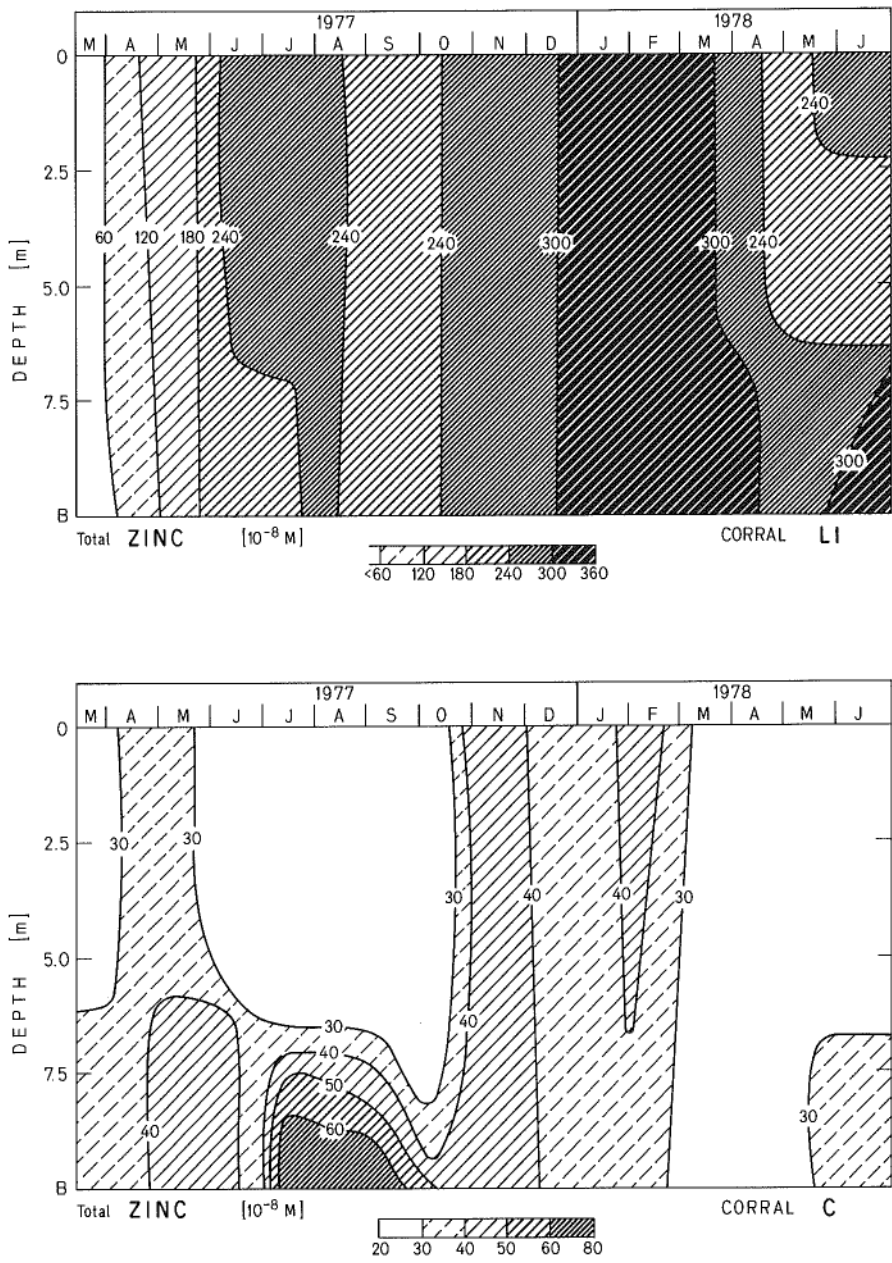 1977 1978
M A M J J A S O N D J F M A M J
0
240
2.5
60 120 180 240 240 240 300 300 240
5.0
7.5
300
B
DEPTH [m]
Total ZINC [10⁻⁸ M] CORRAL LI
<60 120 180 240 300 360
1977 1978
M A M J J A S O N D J F M A M J
0
2.5
30 30
30 40 40 30
5.0
30 40
40
7.5
50
30
40 60
B
DEPTH [m]
Total ZINC [10⁻⁸ M] CORRAL C
20 30 40 50 60 80